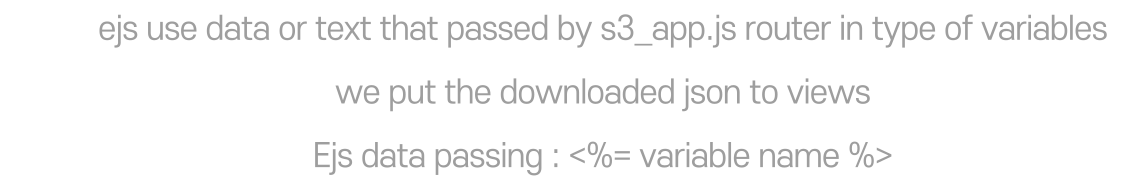 ejs use data or text that passed by s3_app.js router in type of variables
we put the downloaded json to views
Ejs data passing : <%= variable name %>